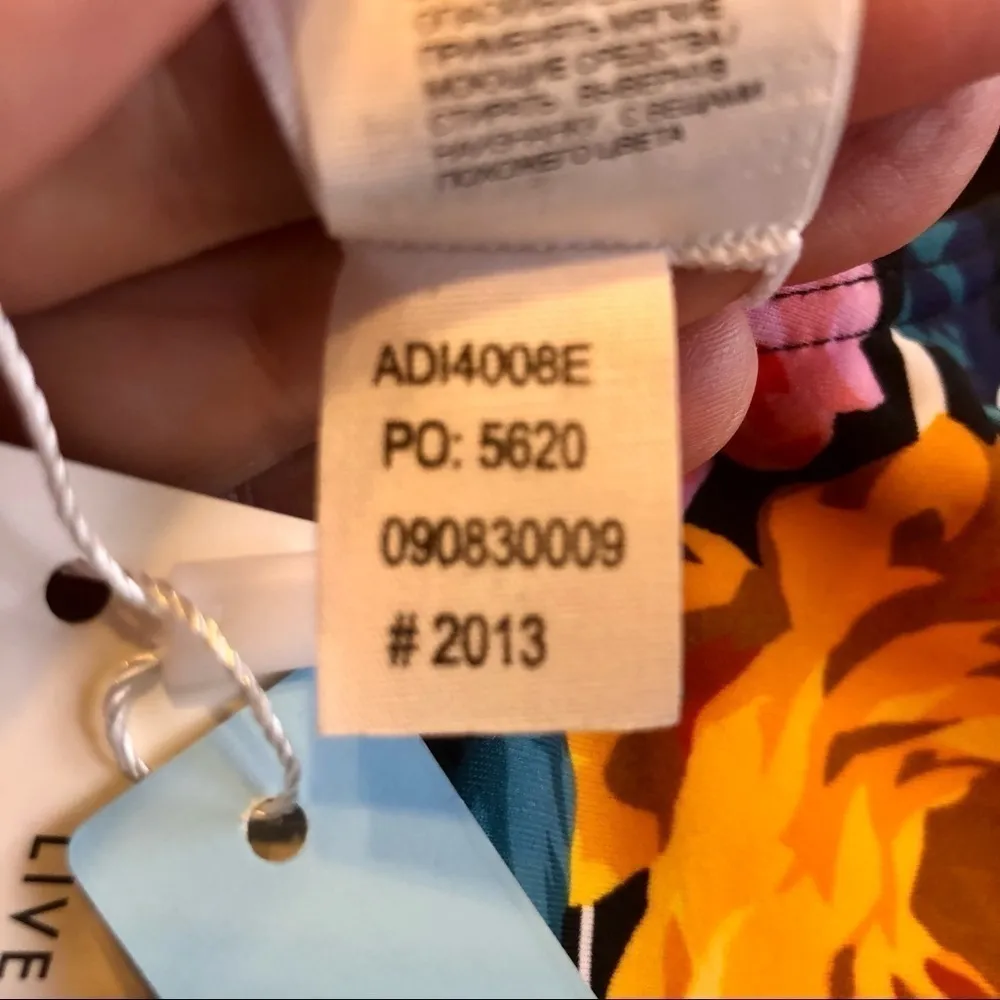 ПРИМЕНЯТЬ МЯГКИЕ
МОЮЩИЕ СРЕДСТВА/
СТИРАТЬ, ВЫВЕРНУВ
НАИЗНАНКУ, С ВЕЩАМИ
ПОХОЖЕГО ЦВЕТА
ADI4008E
PO: 5620
090830009
# 2013
LIVE